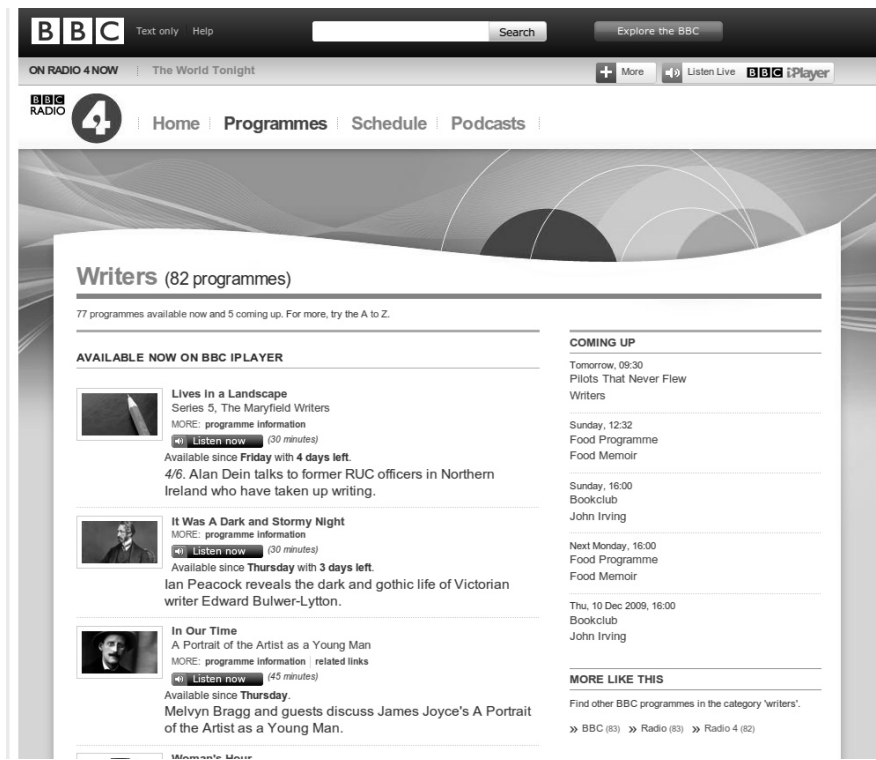 BBC Text only Help Search Explore the BBC
ON RADIO 4 NOW The World Tonight More Listen Live BBC iPlayer
BBC RADIO 4 Home Programmes Schedule Podcasts
Writers (82 programmes)
77 programmes available now and 5 coming up. For more, try the A to Z.
AVAILABLE NOW ON BBC IPLAYER
Lives in a Landscape
Series 5, The Maryfield Writers
MORE: programme information
Listen now (30 minutes)
Available since Friday with 4 days left.
4/6. Alan Dein talks to former RUC officers in Northern
Ireland who have taken up writing.
It Was A Dark and Stormy Night
MORE: programme information
Listen now (30 minutes)
Available since Thursday with 3 days left.
Ian Peacock reveals the dark and gothic life of Victorian
writer Edward Bulwer-Lytton.
In Our Time
A Portrait of the Artist as a Young Man
MORE: programme information related links
Listen now (45 minutes)
Available since Thursday.
Melvyn Bragg and guests discuss James Joyce's A Portrait
of the Artist as a Young Man.
Woman's Hour
COMING UP
Tomorrow, 09:30
Pilots That Never Flew
Writers
Sunday, 12:32
Food Programme
Food Memoir
Sunday, 16:00
Bookclub
John Irving
Next Monday, 16:00
Food Programme
Food Memoir
Thu, 10 Dec 2009, 16:00
Bookclub
John Irving
MORE LIKE THIS
Find other BBC programmes in the category 'writers'.
» BBC (83) » Radio (83) » Radio 4 (82)